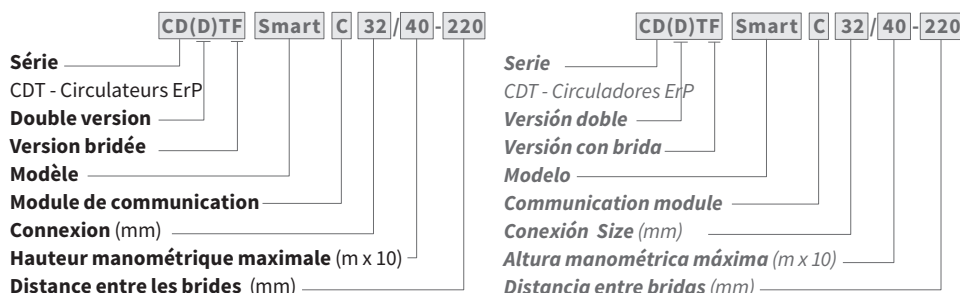 CD(D)TF Smart C 32/40-220
Série
CDT - Circulateurs ErP
Double version
Version bridée
Modèle
Module de communication
Connexion (mm)
Hauteur manométrique maximale (m x 10)
Distance entre les brides (mm)
CD(D)TF Smart C 32/40-220
Serie
CDT - Circuladores ErP
Versión doble
Versión con brida
Modelo
Communication module
Conexión Size (mm)
Altura manométrica máxima (m x 10)
Distancia entre bridas (mm)